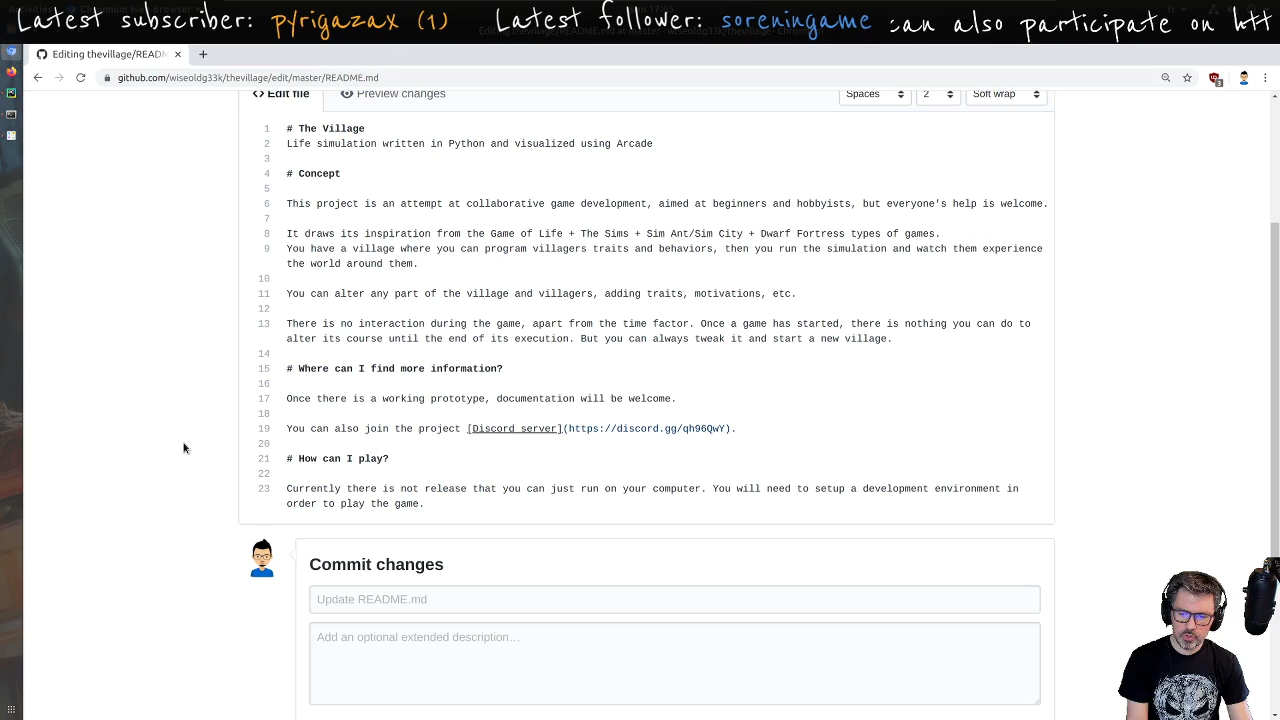 Latest subscriber: pyrigazax (1) Latest follower: soreningame can also participate on htt
Editing thevillage/READM
github.com/wiseoldg33k/thevillage/edit/master/README.md
3
<> Edit file Preview changes Spaces 2 Soft wrap
1 # The Village
2 Life simulation written in Python and visualized using Arcade
3
4 # Concept
5
6 This project is an attempt at collaborative game development, aimed at beginners and hobbyists, but everyone's help is welcome.
7
8 It draws its inspiration from the Game of Life + The Sims + Sim Ant/Sim City + Dwarf Fortress types of games.
9 You have a village where you can program villagers traits and behaviors, then you run the simulation and watch them experience
the world around them.
10
11 You can alter any part of the village and villagers, adding traits, motivations, etc.
12
13 There is no interaction during the game, apart from the time factor. Once a game has started, there is nothing you can do to
alter its course until the end of its execution. But you can always tweak it and start a new village.
14
15 # Where can I find more information?
16
17 Once there is a working prototype, documentation will be welcome.
18
19 You can also join the project [Discord server](https://discord.gg/qh96QwY).
20
21 # How can I play?
22
23 Currently there is not release that you can just run on your computer. You will need to setup a development environment in
order to play the game.
Commit changes
Update README.md
Add an optional extended description…